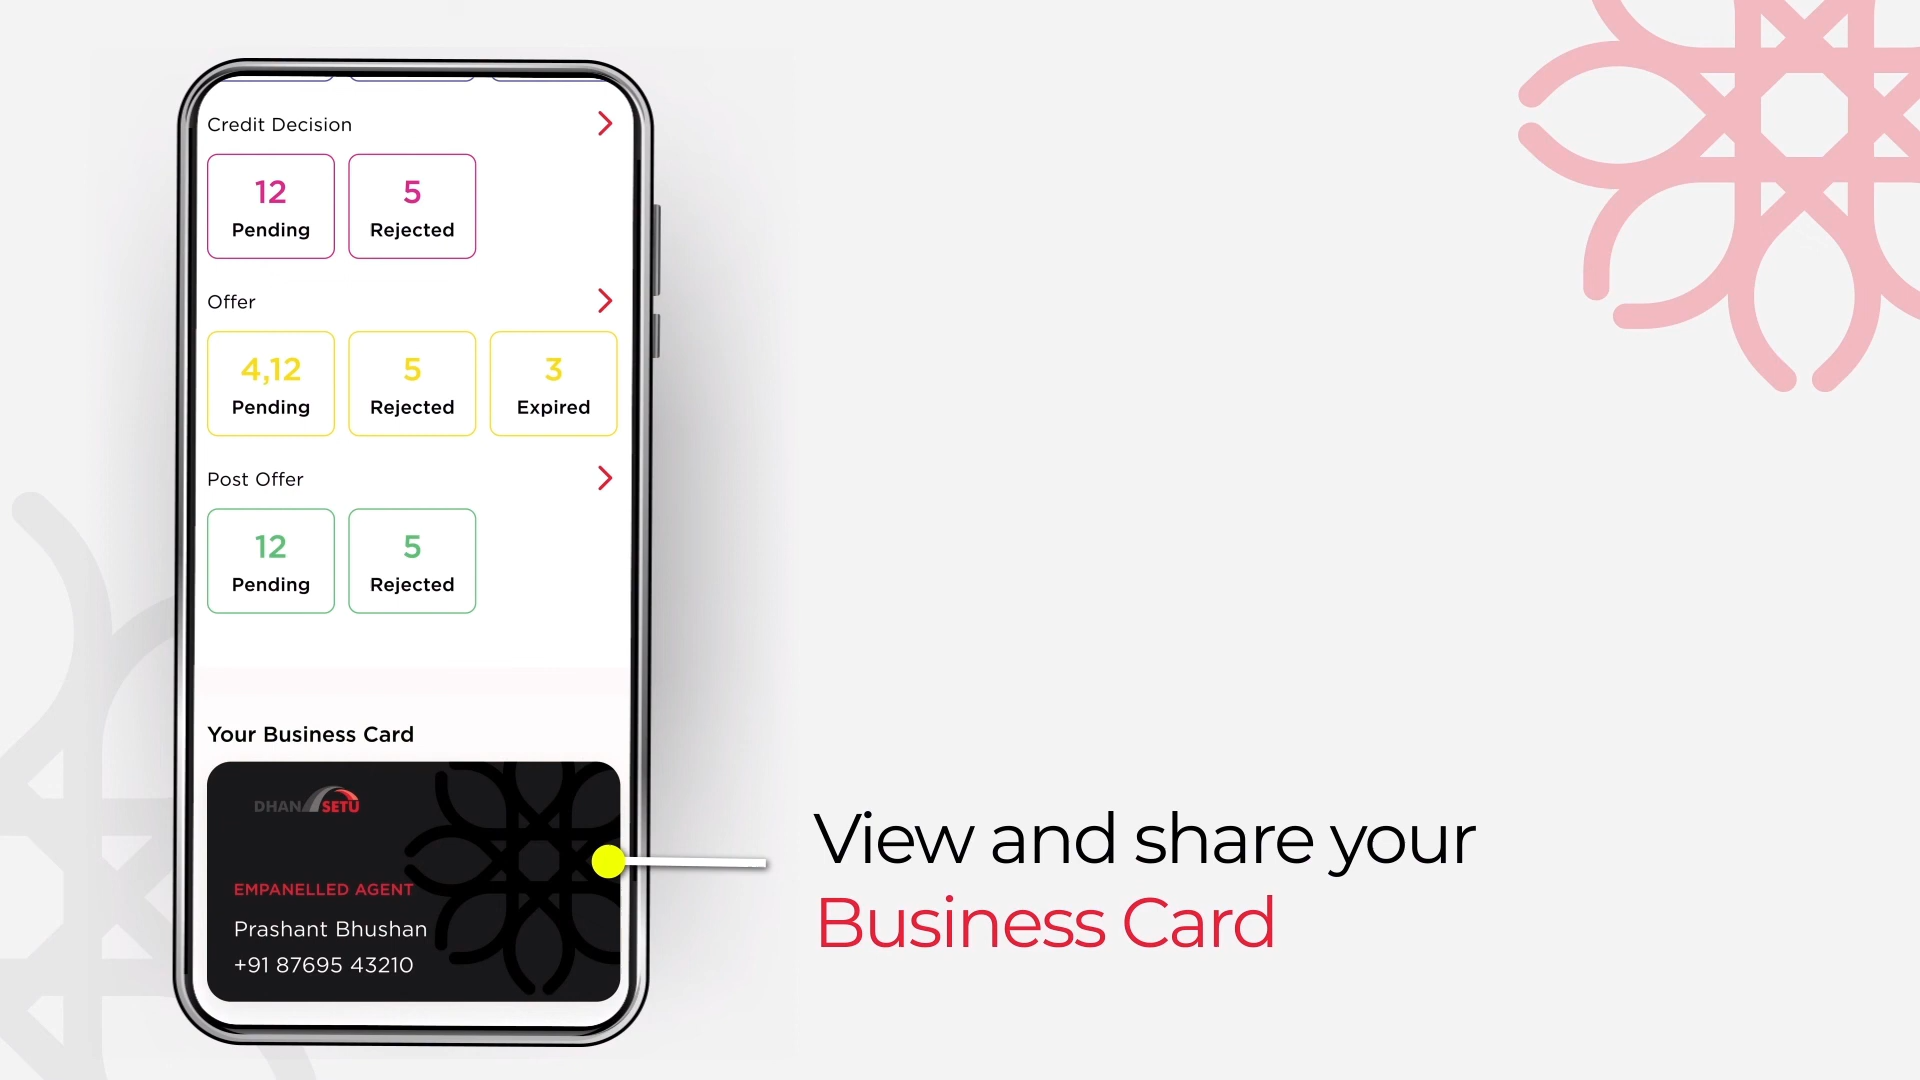 Credit Decision
12 5
Pending Rejected
Offer
4,12 5 3
Pending Rejected Expired
Post Offer
12 5
Pending Rejected
Your Business Card
DHAN SETU
EMPANELLED AGENT
Prashant Bhushan
+91 87695 43210
View and share your
Business Card